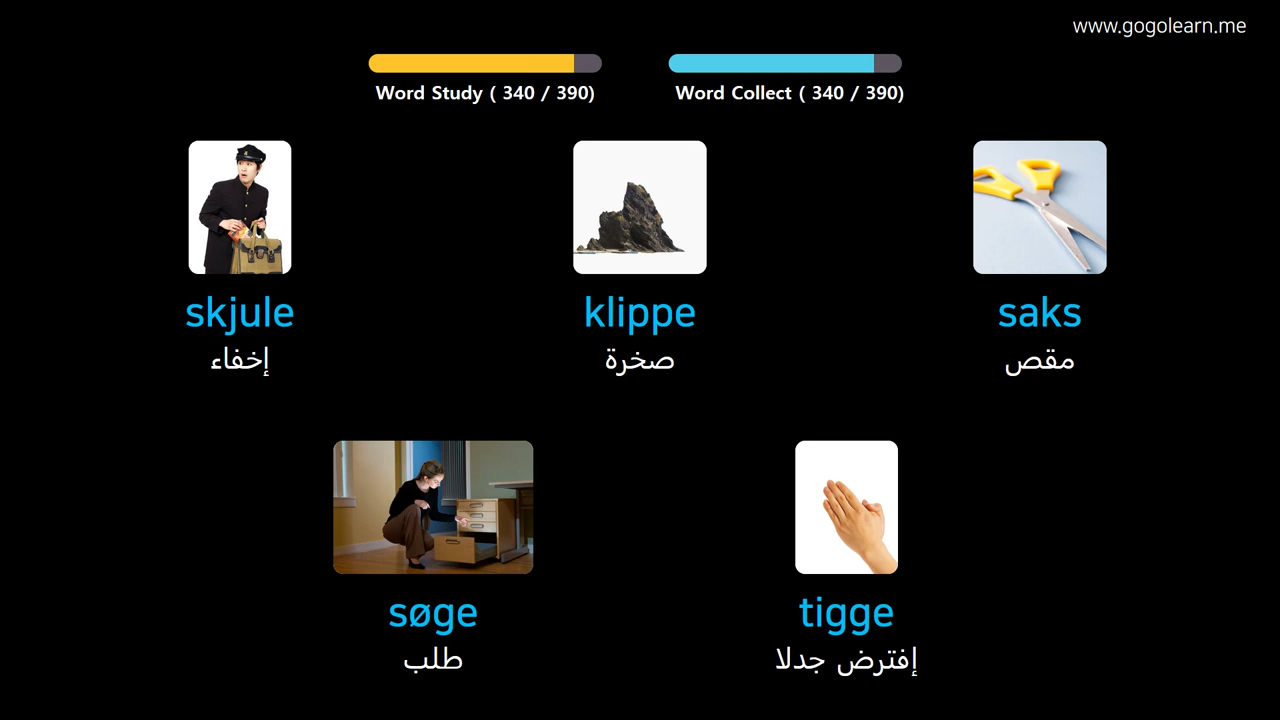 www.gogolearn.me
Word Study ( 340 / 390)
Word Collect ( 340 / 390)
skjule
klippe
saks
إخفاء
صخرة
مقص
søge
tigge
طلب
إفترض جدلا